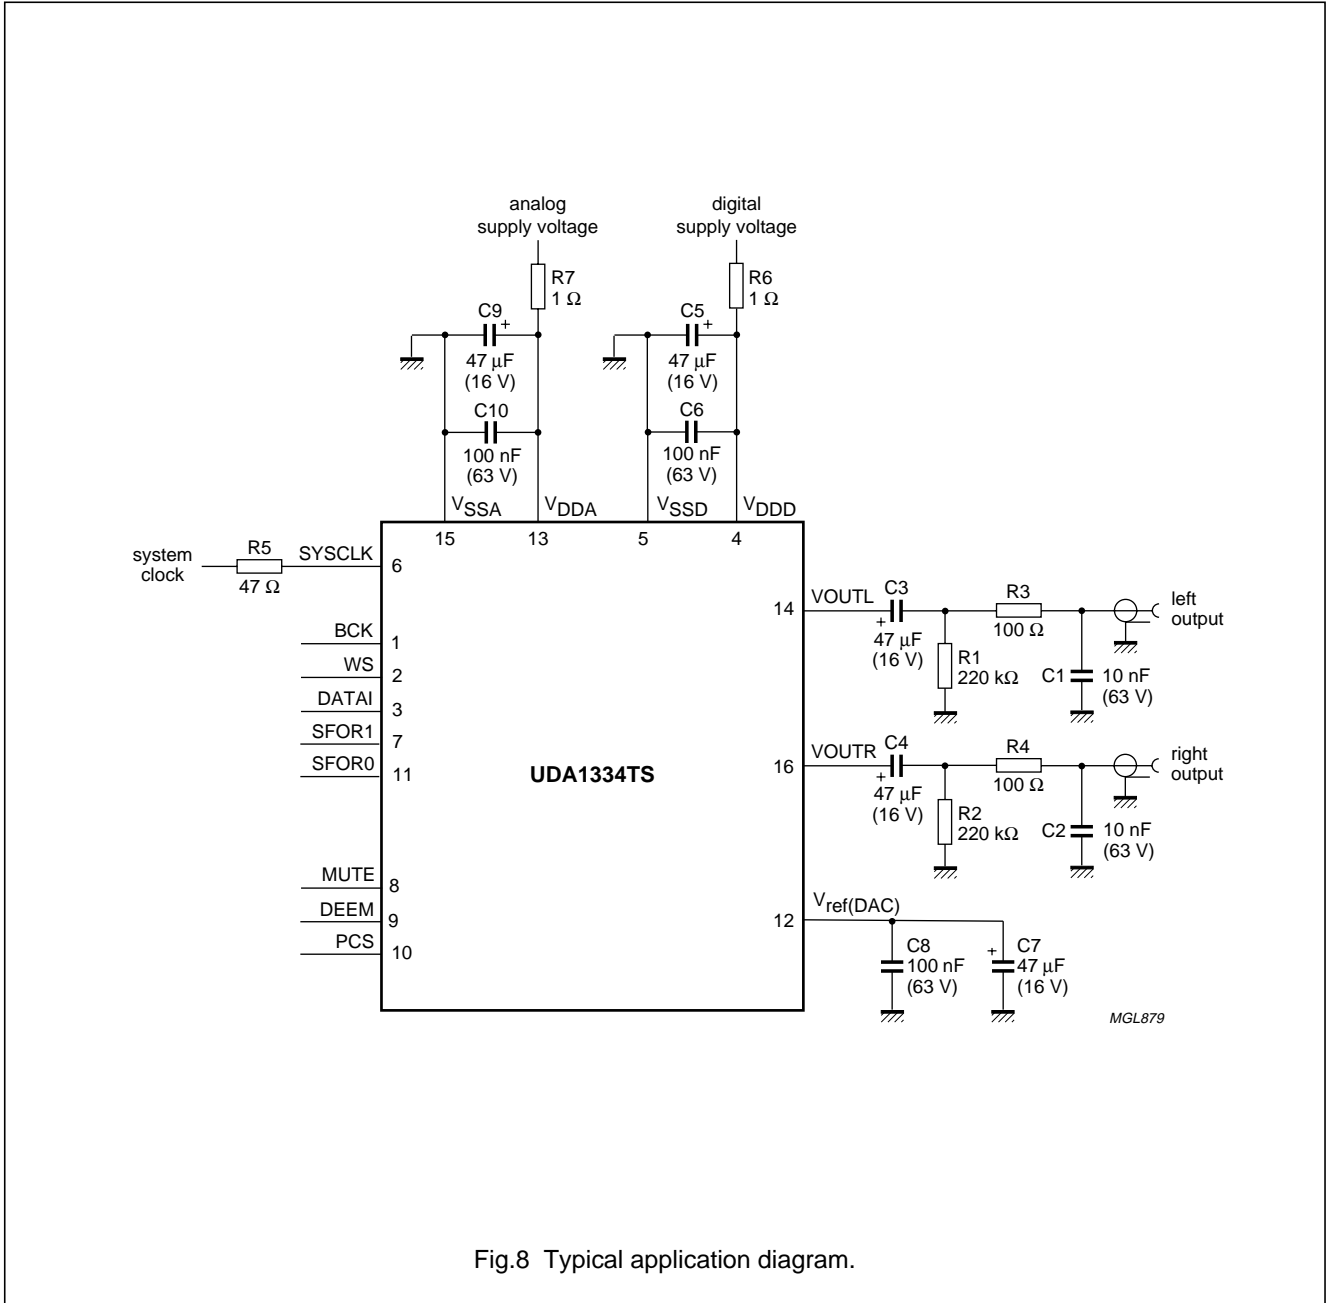 analog
supply voltage
digital
supply voltage
R7
1 Ω
R6
1 Ω
C9
+
47 µF
(16 V)
C5
+
47 µF
(16 V)
C10
100 nF
(63 V)
C6
100 nF
(63 V)
VSSA
VDDA
VSSD
VDDD
15
13
5
4
system
clock
R5
47 Ω
SYSCLK
6
BCK
1
WS
2
DATAI
3
SFOR1
7
SFOR0
11
MUTE
8
DEEM
9
PCS
10
UDA1334TS
14
VOUTL
C3
+
47 µF
(16 V)
R1
220 kΩ
R3
100 Ω
C1
10 nF
(63 V)
left
output
16
VOUTR
C4
+
47 µF
(16 V)
R2
220 kΩ
R4
100 Ω
C2
10 nF
(63 V)
right
output
12
Vref(DAC)
C8
100 nF
(63 V)
+
C7
47 µF
(16 V)
MGL879
Fig.8 Typical application diagram.